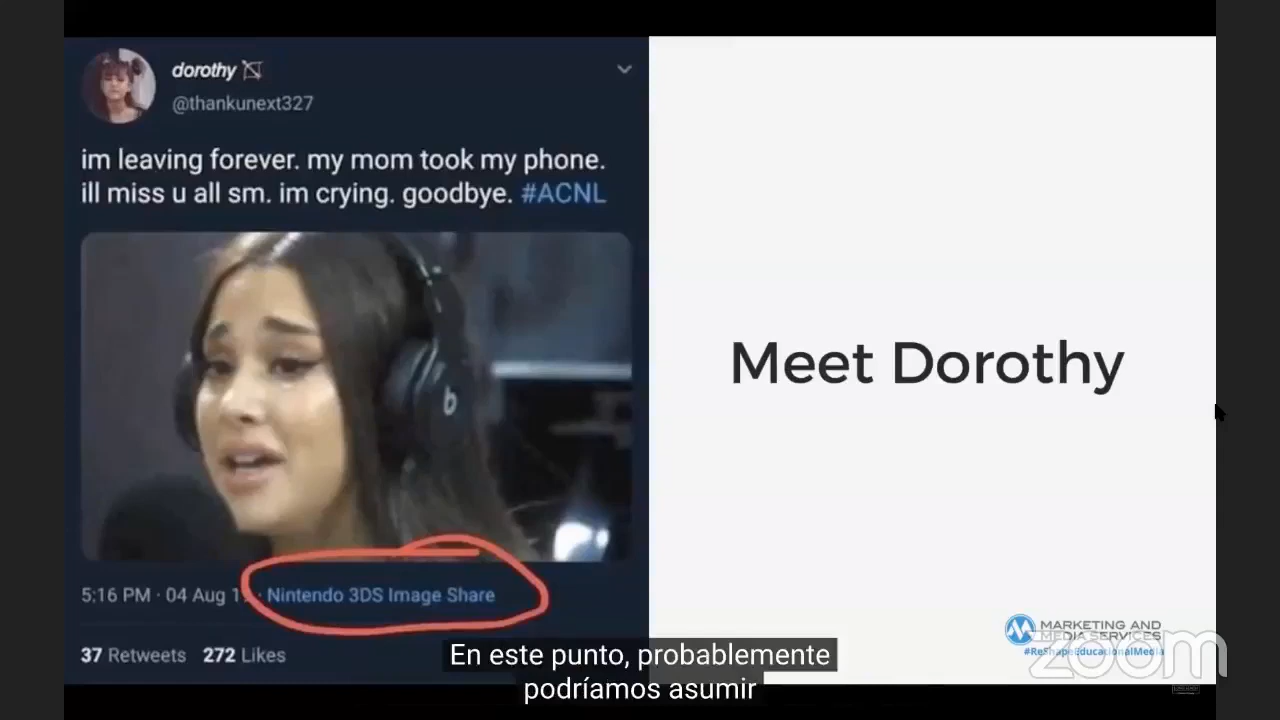 dorothy
@thankunext327
im leaving forever. my mom took my phone.
ill miss u all sm. im crying. goodbye. #ACNL
b
5:16 PM · 04 Aug 1 · Nintendo 3DS Image Share
37 Retweets 272 Likes
Meet Dorothy
MARKETING AND
MEDIA SERVICES
#ReShapeEducacionalMedia
zoom
En este punto, probablemente
podríamos asumir